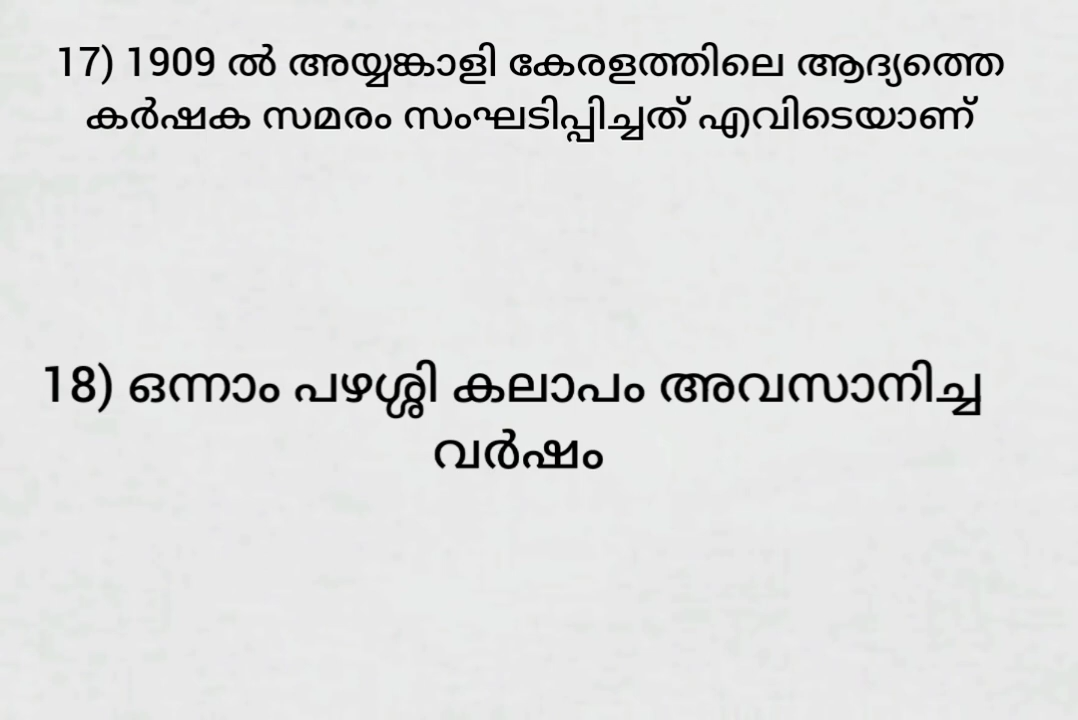 17) 1909 ൽ അയ്യങ്കാളി കേരളത്തിലെ ആദ്യത്തെ
കർഷക സമരം സംഘടിപ്പിച്ചത് എവിടെയാണ്
18) ഒന്നാം പഴശ്ശി കലാപം അവസാനിച്ച
വർഷം